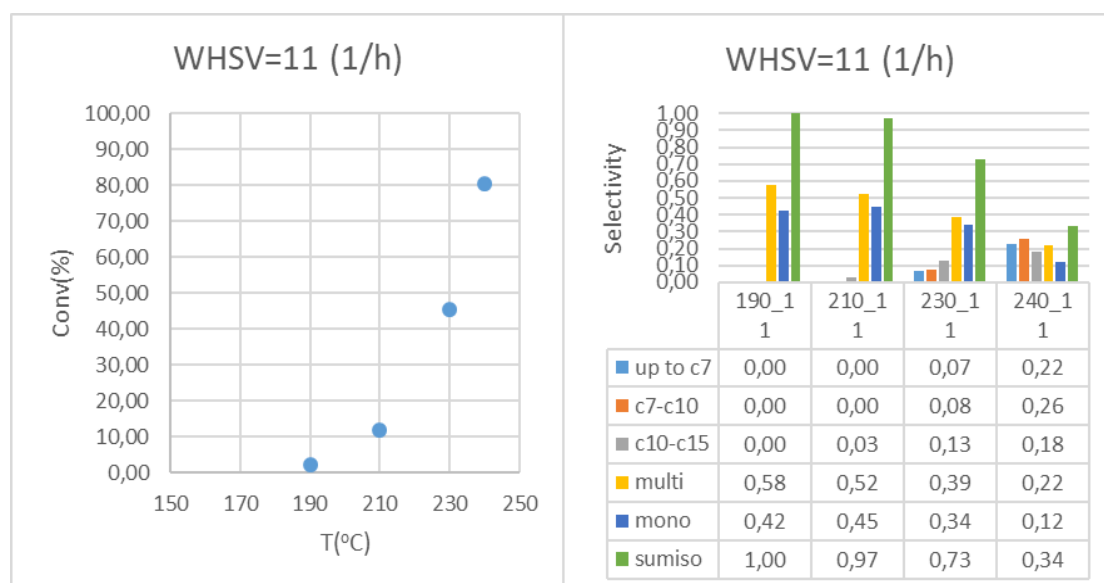 WHSV=11 (1/h)
100,00
90,00
80,00
70,00
60,00
50,00
40,00
30,00
20,00
10,00
0,00
Conv(%)
150 170 190 210 230 250
T(°C)
WHSV=11 (1/h)
1,00
0,90
0,80
0,70
0,60
0,50
0,40
0,30
0,20
0,10
0,00
Selectivity
190_1 210_1 230_1 240_1
1 1 1 1
up to c7 0,00 0,00 0,07 0,22
c7-c10 0,00 0,00 0,08 0,26
c10-c15 0,00 0,03 0,13 0,18
multi 0,58 0,52 0,39 0,22
mono 0,42 0,45 0,34 0,12
sumiso 1,00 0,97 0,73 0,34